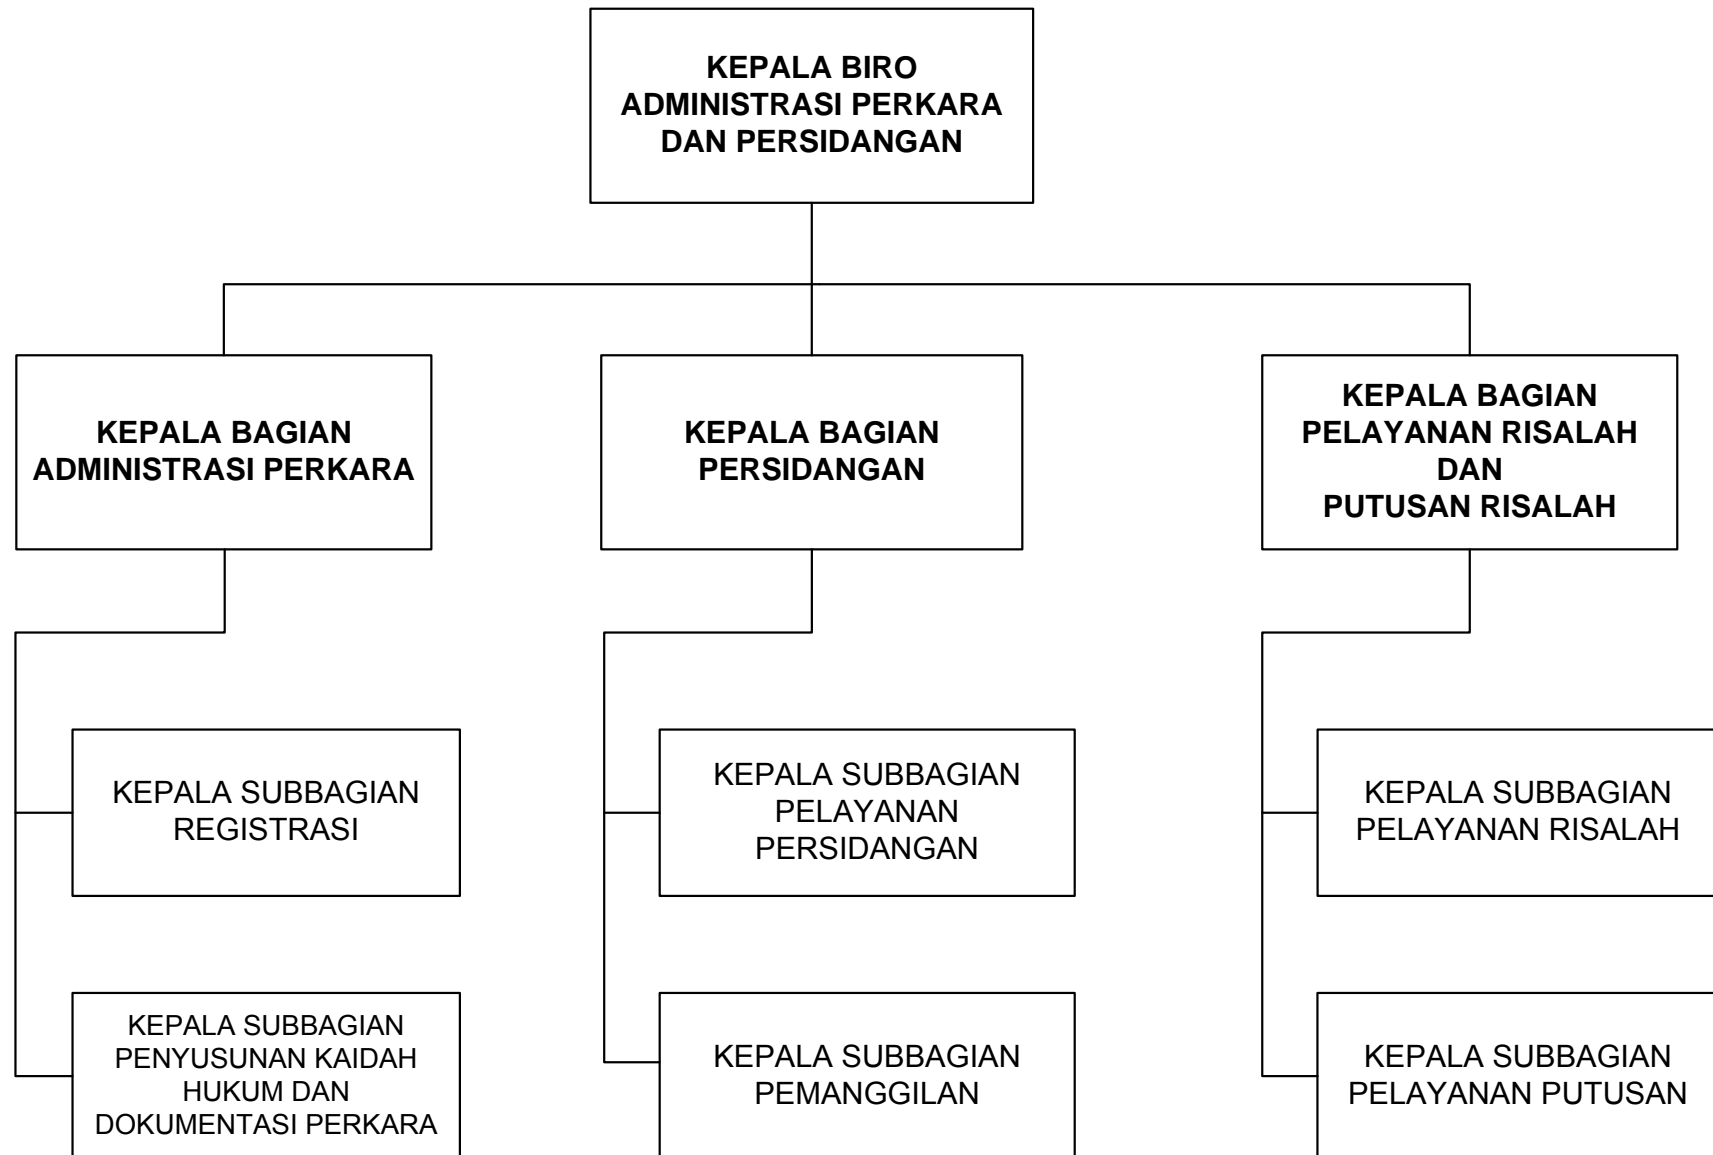 KEPALA BIRO
ADMINISTRASI PERKARA
DAN PERSIDANGAN
KEPALA BAGIAN
ADMINISTRASI PERKARA
KEPALA BAGIAN
PERSIDANGAN
KEPALA BAGIAN
PELAYANAN RISALAH
DAN
PUTUSAN RISALAH
KEPALA SUBBAGIAN
REGISTRASI
KEPALA SUBBAGIAN
PELAYANAN
PERSIDANGAN
KEPALA SUBBAGIAN
PELAYANAN RISALAH
KEPALA SUBBAGIAN
PENYUSUNAN KAIDAH
HUKUM DAN
DOKUMENTASI PERKARA
KEPALA SUBBAGIAN
PEMANGGILAN
KEPALA SUBBAGIAN
PELAYANAN PUTUSAN